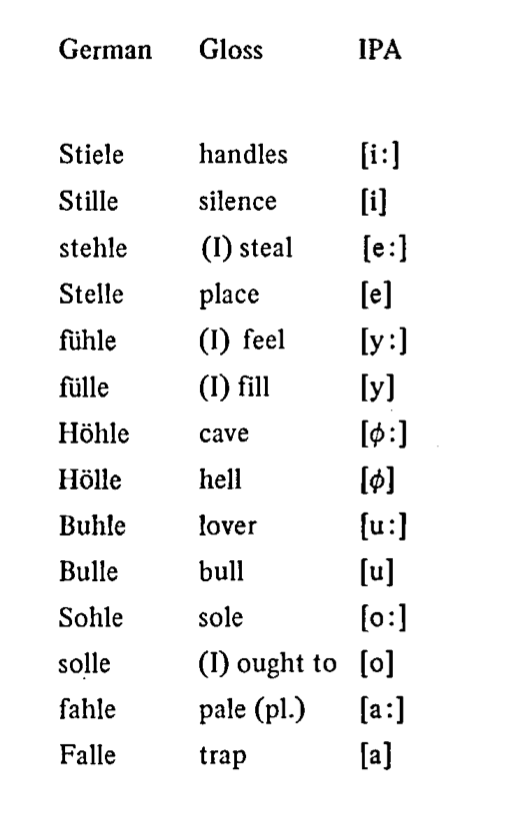 German Gloss IPA
Stiele handles [i:]
Stille silence [i]
stehle (I) steal [e:]
Stelle place [e]
fühle (I) feel [y:]
fülle (I) fill [y]
Höhle cave [ϕ:]
Hölle hell [ϕ]
Buhle lover [u:]
Bulle bull [u]
Sohle sole [o:]
solle (I) ought to [o]
fahle pale (pl.) [a:]
Falle trap [a]